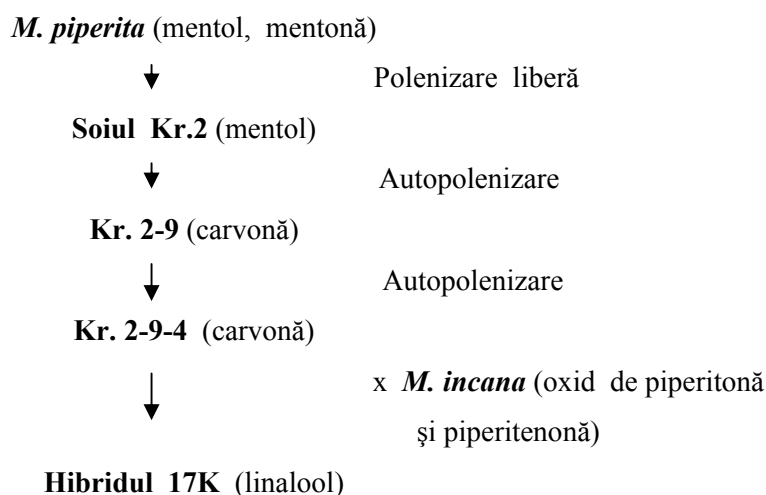 M. piperita (mentol, mentonă)
Polenizare liberă
Soiul Kr.2 (mentol)
Autopolenizare
Kr. 2-9 (carvonă)
Autopolenizare
Kr. 2-9-4 (carvonă)
x M. incana (oxid de piperitonă
şi piperitenonă)
Hibridul 17K (linalool)